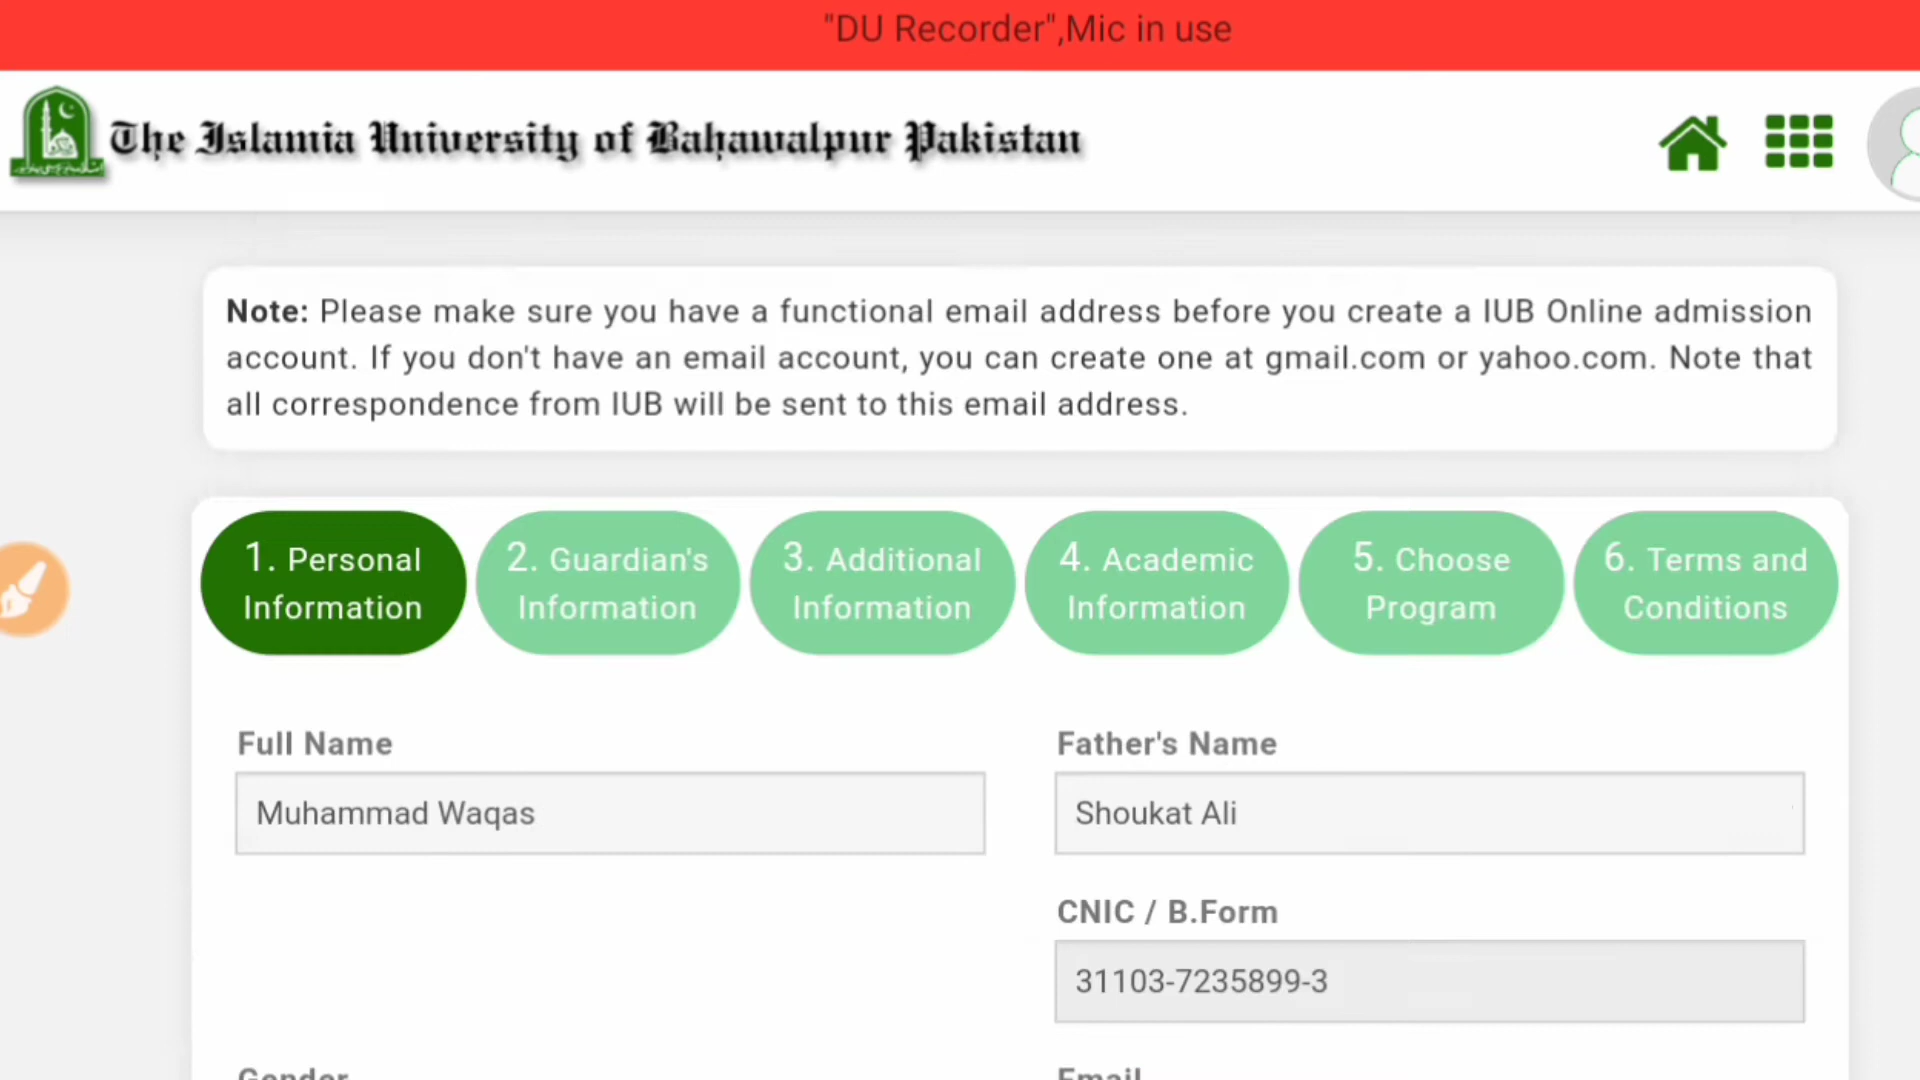 "DU Recorder",Mic in use
The Islamia University of Bahawalpur Pakistan
Note: Please make sure you have a functional email address before you create a IUB Online admission
account. If you don't have an email account, you can create one at gmail.com or yahoo.com. Note that
all correspondence from IUB will be sent to this email address.
1. Personal
Information
2. Guardian's
Information
3. Additional
Information
4. Academic
Information
5. Choose
Program
6. Terms and
Conditions
Full Name
Father's Name
Muhammad Waqas
Shoukat Ali
CNIC / B.Form
31103-7235899-3
Gender
Email